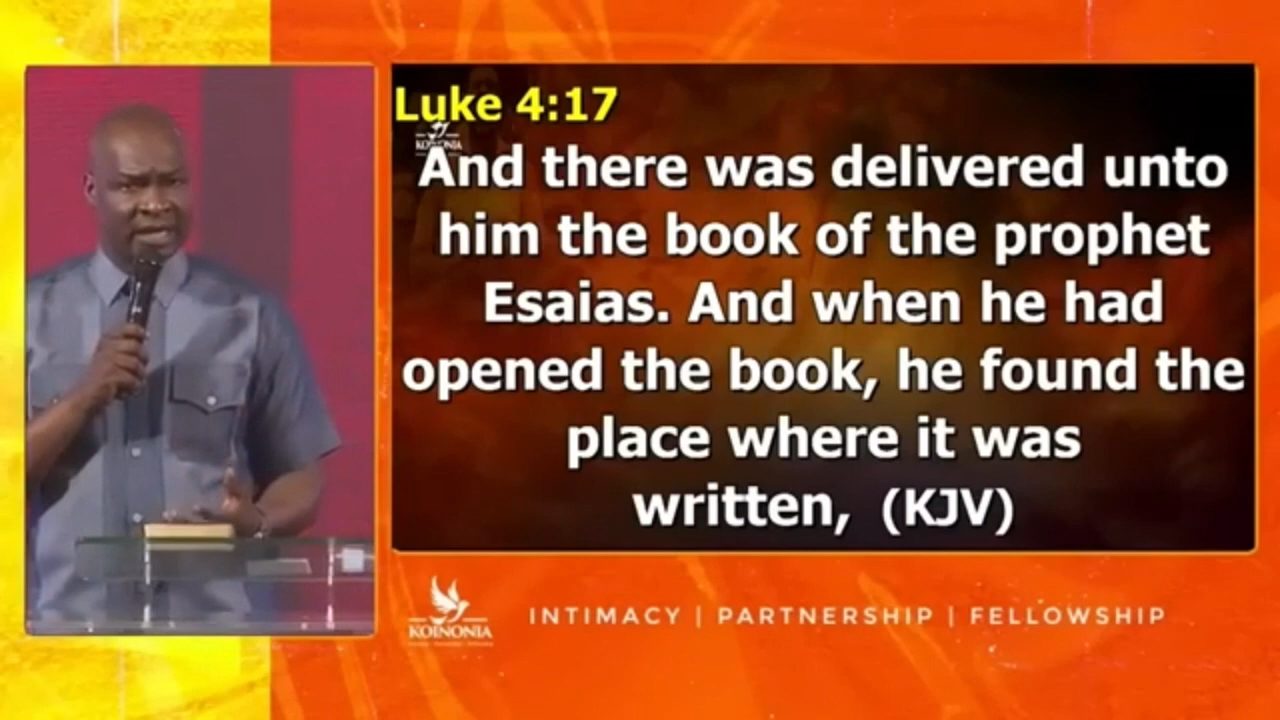 Luke 4:17
KOINONIA
And there was delivered unto
him the book of the prophet
Esaias. And when he had
opened the book, he found the
place where it was
written, (KJV)
KOINONIA
INTIMACY | PARTNERSHIP | FELLOWSHIP